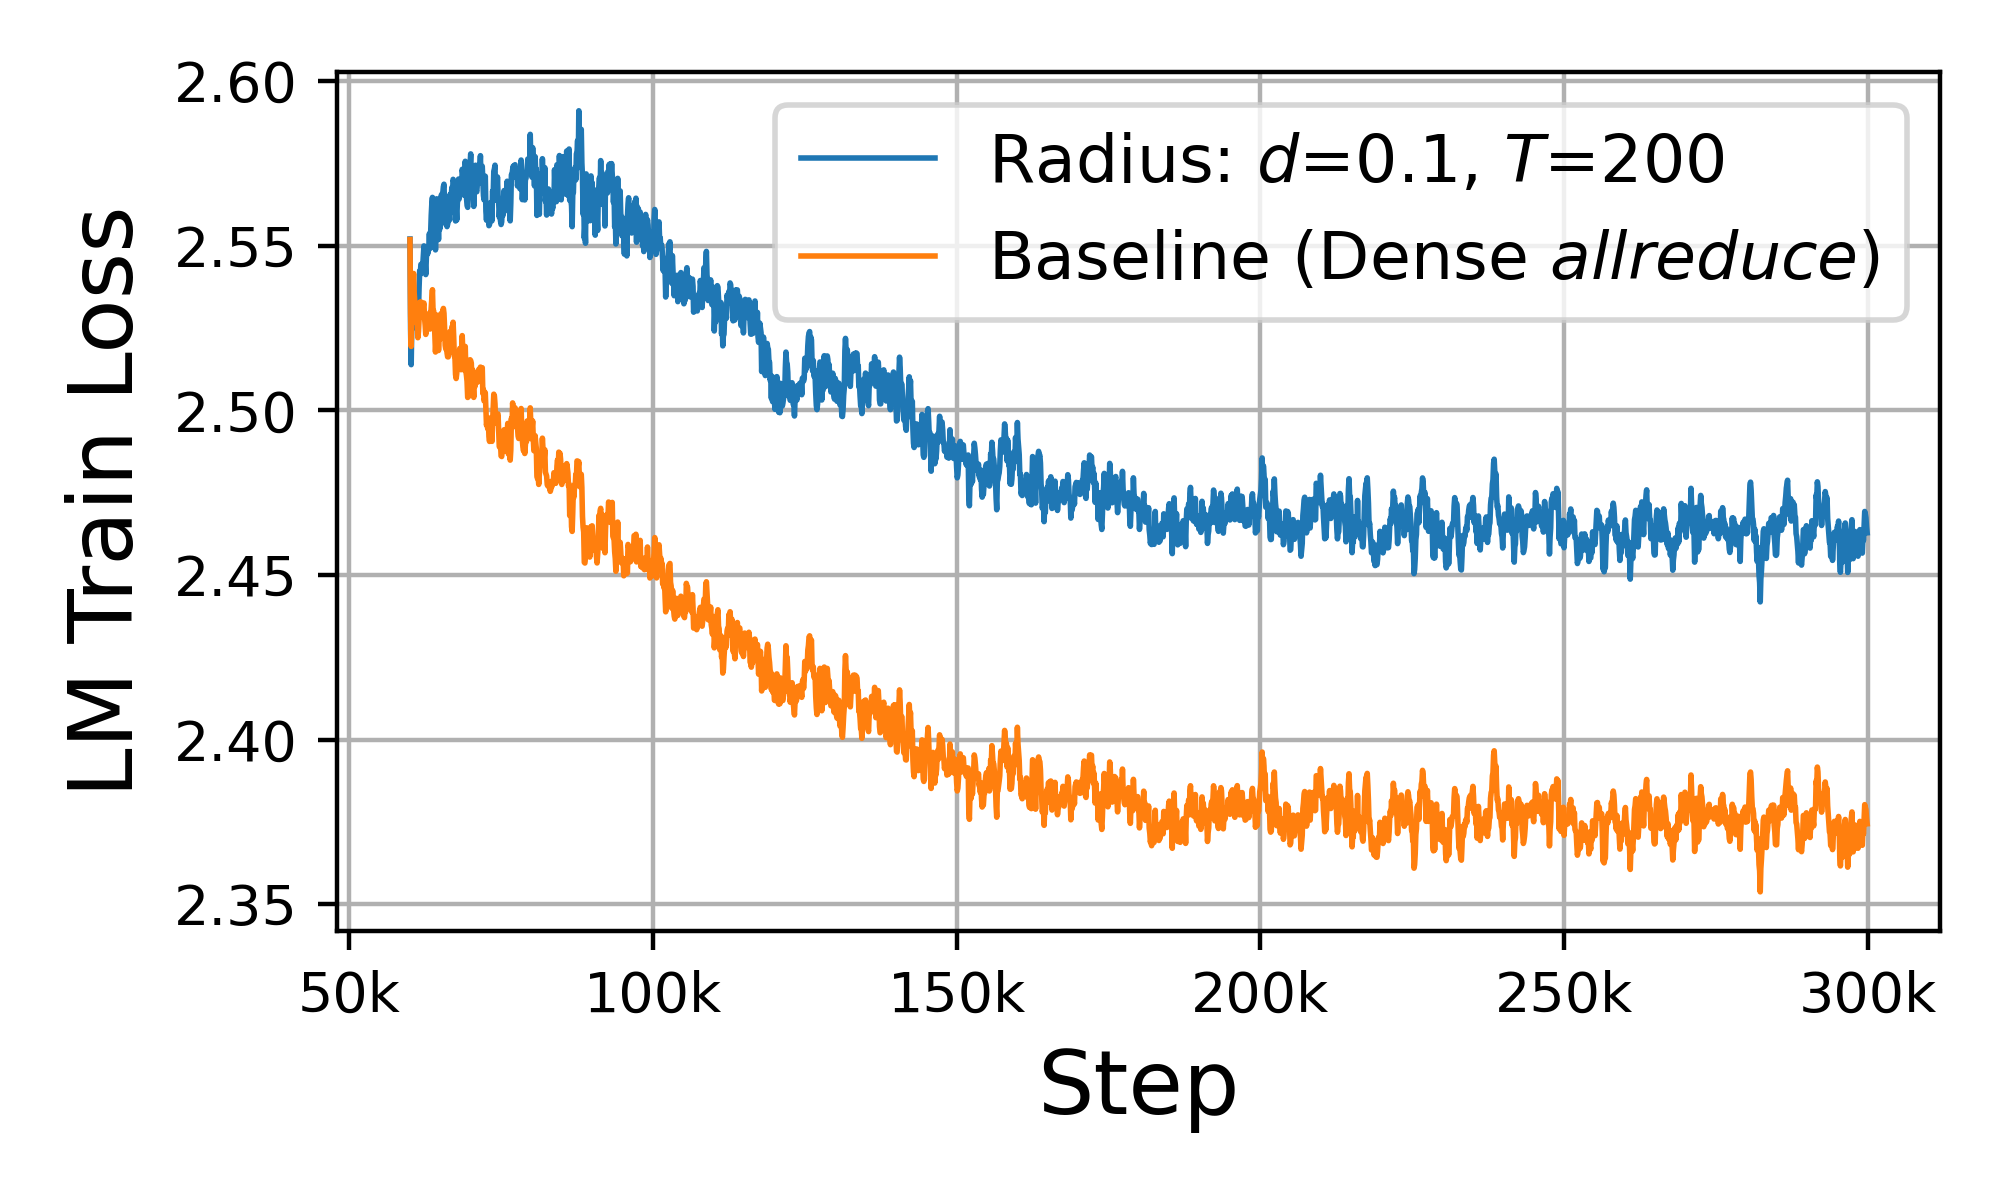 2.60
2.55
2.50
2.45
2.40
2.35
LM Train Loss
Radius: d=0.1, T=200
Baseline (Dense allreduce)
50k 100k 150k 200k 250k 300k
Step